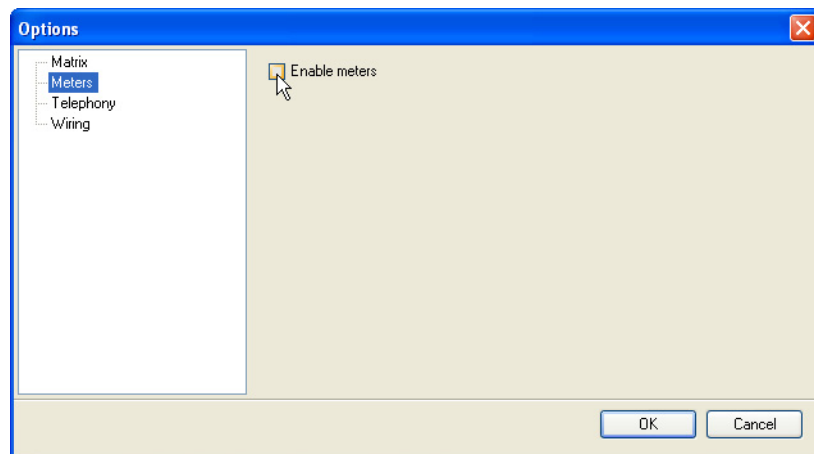 Options
Matrix
Meters
Telephony
Wiring
Enable meters
OK
Cancel